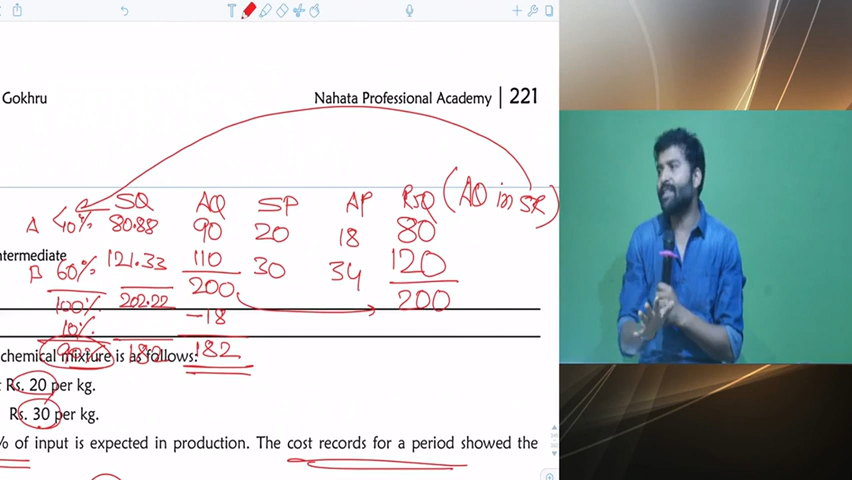 Gokhru Nahata Professional Academy | 221
SQ AQ SP AP RSQ (AQ in SR)
A 40% 80.88 90 20 18 80
ntermediate
B 60% 121.33 110 30 34 120
100% 202.22 200 200
10% -18
90% 182 182
chemical mixture is as follows:
Rs. 20 per kg.
Rs. 30 per kg.
% of input is expected in production. The cost records for a period showed the